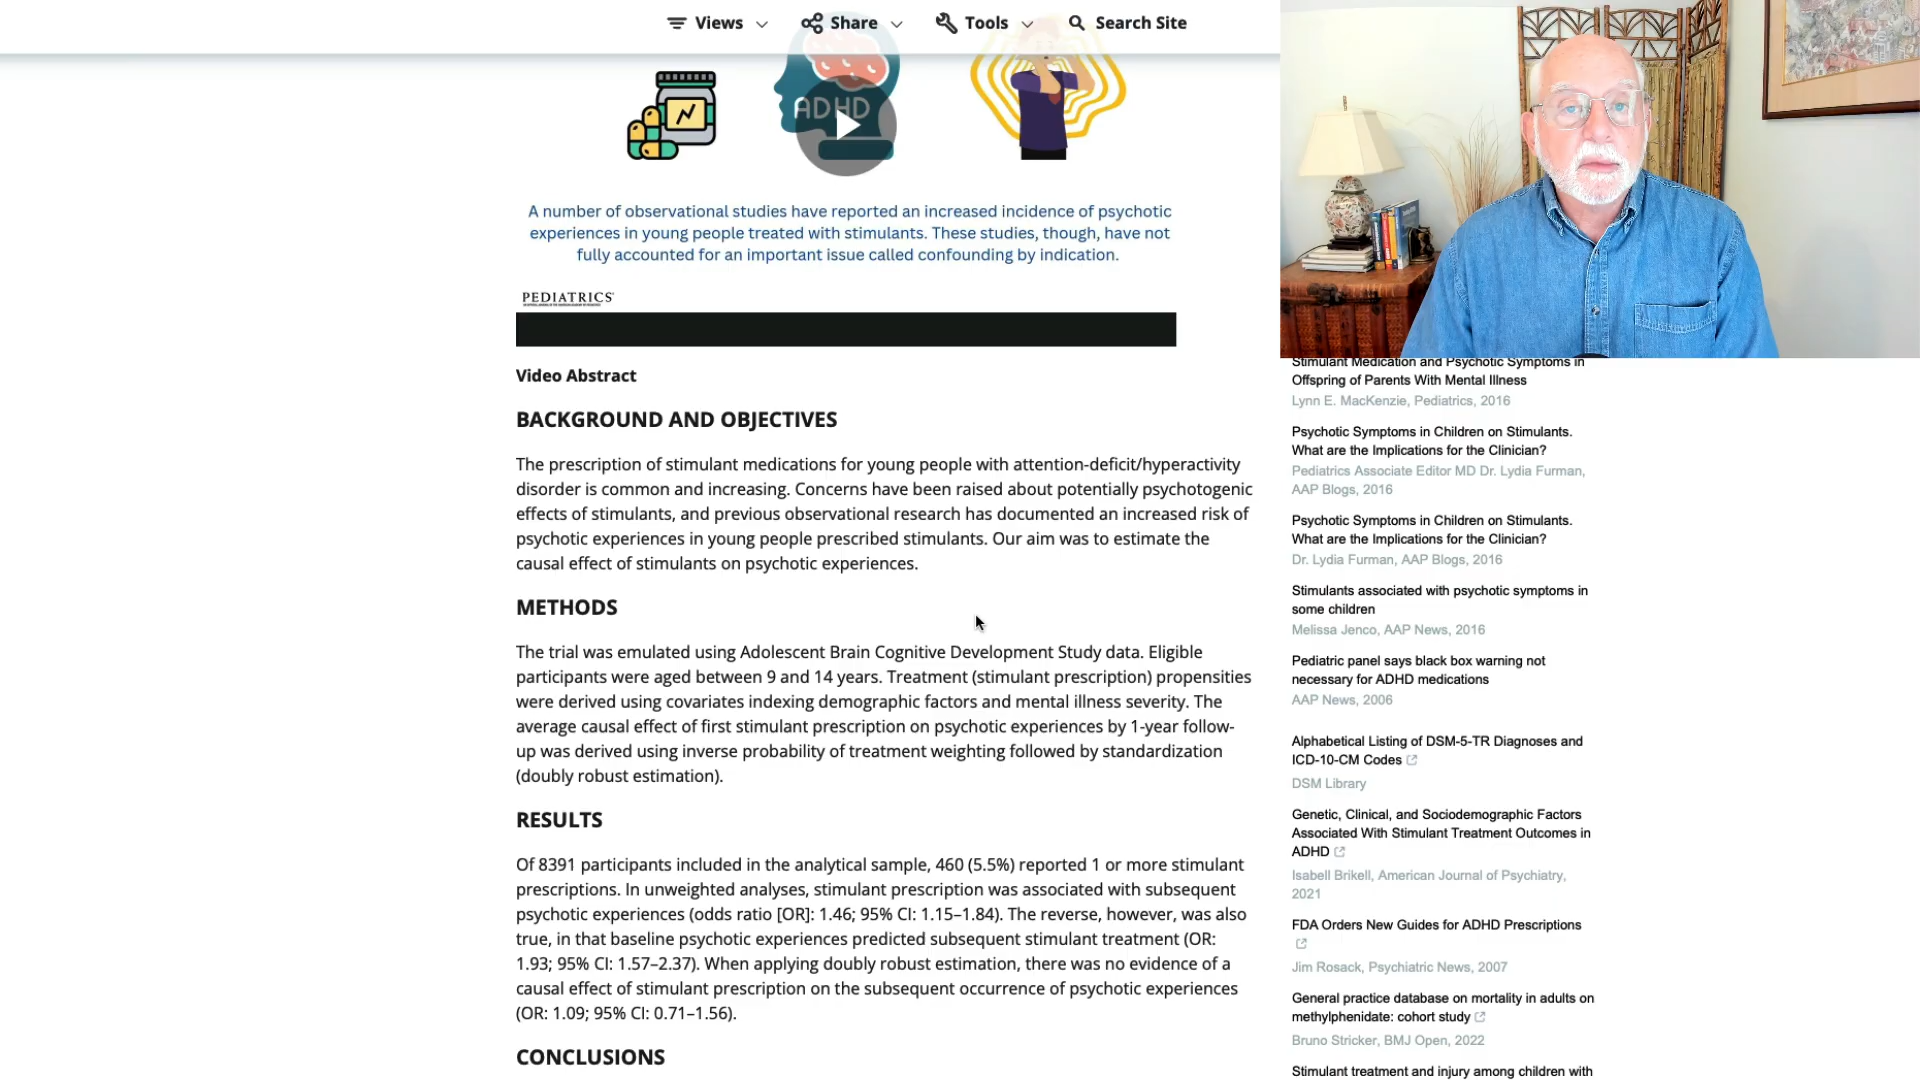 Views
Share
Tools
Search Site
ADHD
A number of observational studies have reported an increased incidence of psychotic
experiences in young people treated with stimulants. These studies, though, have not
fully accounted for an important issue called confounding by indication.
PEDIATRICS
Video Abstract
BACKGROUND AND OBJECTIVES
The prescription of stimulant medications for young people with attention-deficit/hyperactivity
disorder is common and increasing. Concerns have been raised about potentially psychotogenic
effects of stimulants, and previous observational research has documented an increased risk of
psychotic experiences in young people prescribed stimulants. Our aim was to estimate the
causal effect of stimulants on psychotic experiences.
METHODS
The trial was emulated using Adolescent Brain Cognitive Development Study data. Eligible
participants were aged between 9 and 14 years. Treatment (stimulant prescription) propensities
were derived using covariates indexing demographic factors and mental illness severity. The
average causal effect of first stimulant prescription on psychotic experiences by 1-year follow-
up was derived using inverse probability of treatment weighting followed by standardization
(doubly robust estimation).
RESULTS
Of 8391 participants included in the analytical sample, 460 (5.5%) reported 1 or more stimulant
prescriptions. In unweighted analyses, stimulant prescription was associated with subsequent
psychotic experiences (odds ratio [OR]: 1.46; 95% CI: 1.15–1.84). The reverse, however, was also
true, in that baseline psychotic experiences predicted subsequent stimulant treatment (OR:
1.93; 95% CI: 1.57–2.37). When applying doubly robust estimation, there was no evidence of a
causal effect of stimulant prescription on the subsequent occurrence of psychotic experiences
(OR: 1.09; 95% CI: 0.71–1.56).
CONCLUSIONS
Stimulant Medication and Psychotic Symptoms in
Offspring of Parents With Mental Illness
Lynn E. MacKenzie, Pediatrics, 2016
Psychotic Symptoms in Children on Stimulants.
What are the Implications for the Clinician?
Pediatrics Associate Editor MD Dr. Lydia Furman,
AAP Blogs, 2016
Psychotic Symptoms in Children on Stimulants.
What are the Implications for the Clinician?
Dr. Lydia Furman, AAP Blogs, 2016
Stimulants associated with psychotic symptoms in
some children
Melissa Jenco, AAP News, 2016
Pediatric panel says black box warning not
necessary for ADHD medications
AAP News, 2006
Alphabetical Listing of DSM-5-TR Diagnoses and
ICD-10-CM Codes
DSM Library
Genetic, Clinical, and Sociodemographic Factors
Associated With Stimulant Treatment Outcomes in
ADHD
Isabell Brikell, American Journal of Psychiatry,
2021
FDA Orders New Guides for ADHD Prescriptions
Jim Rosack, Psychiatric News, 2007
General practice database on mortality in adults on
methylphenidate: cohort study
Bruno Stricker, BMJ Open, 2022
Stimulant treatment and injury among children with